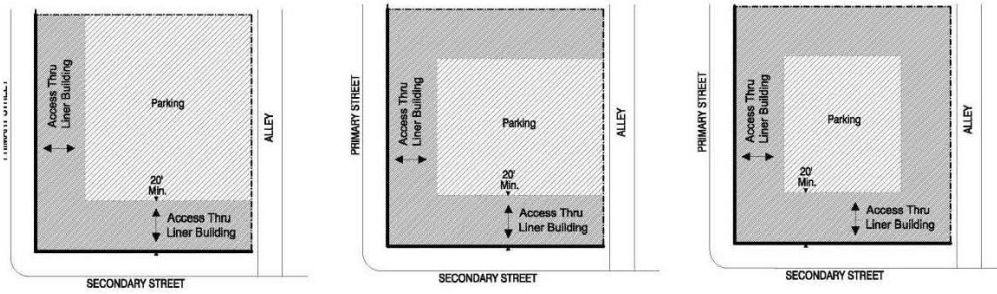 PRIMARY STREET
Access Thru
Liner Building
Parking
20'
Min.
Access Thru
Liner Building
ALLEY
SECONDARY STREET
PRIMARY STREET
Access Thru
Liner Building
Parking
20'
Min.
Access Thru
Liner Building
ALLEY
SECONDARY STREET
PRIMARY STREET
Access Thru
Liner Building
Parking
20'
Min.
Access Thru
Liner Building
ALLEY
SECONDARY STREET